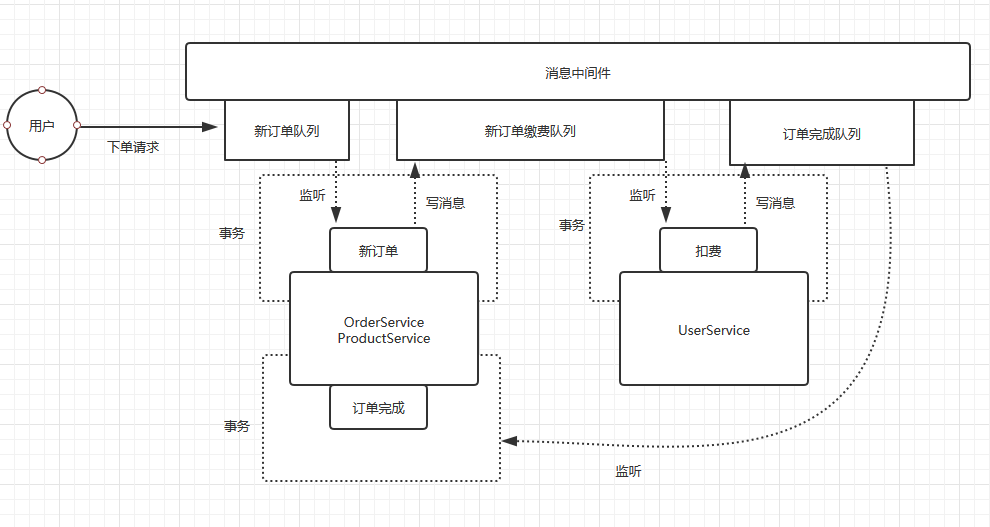 消息中间件
用户
新订单队列
新订单缴费队列
订单完成队列
下单请求
监听
写消息
监听
写消息
事务
事务
新订单
扣费
OrderService
ProductService
UserService
订单完成
事务
监听